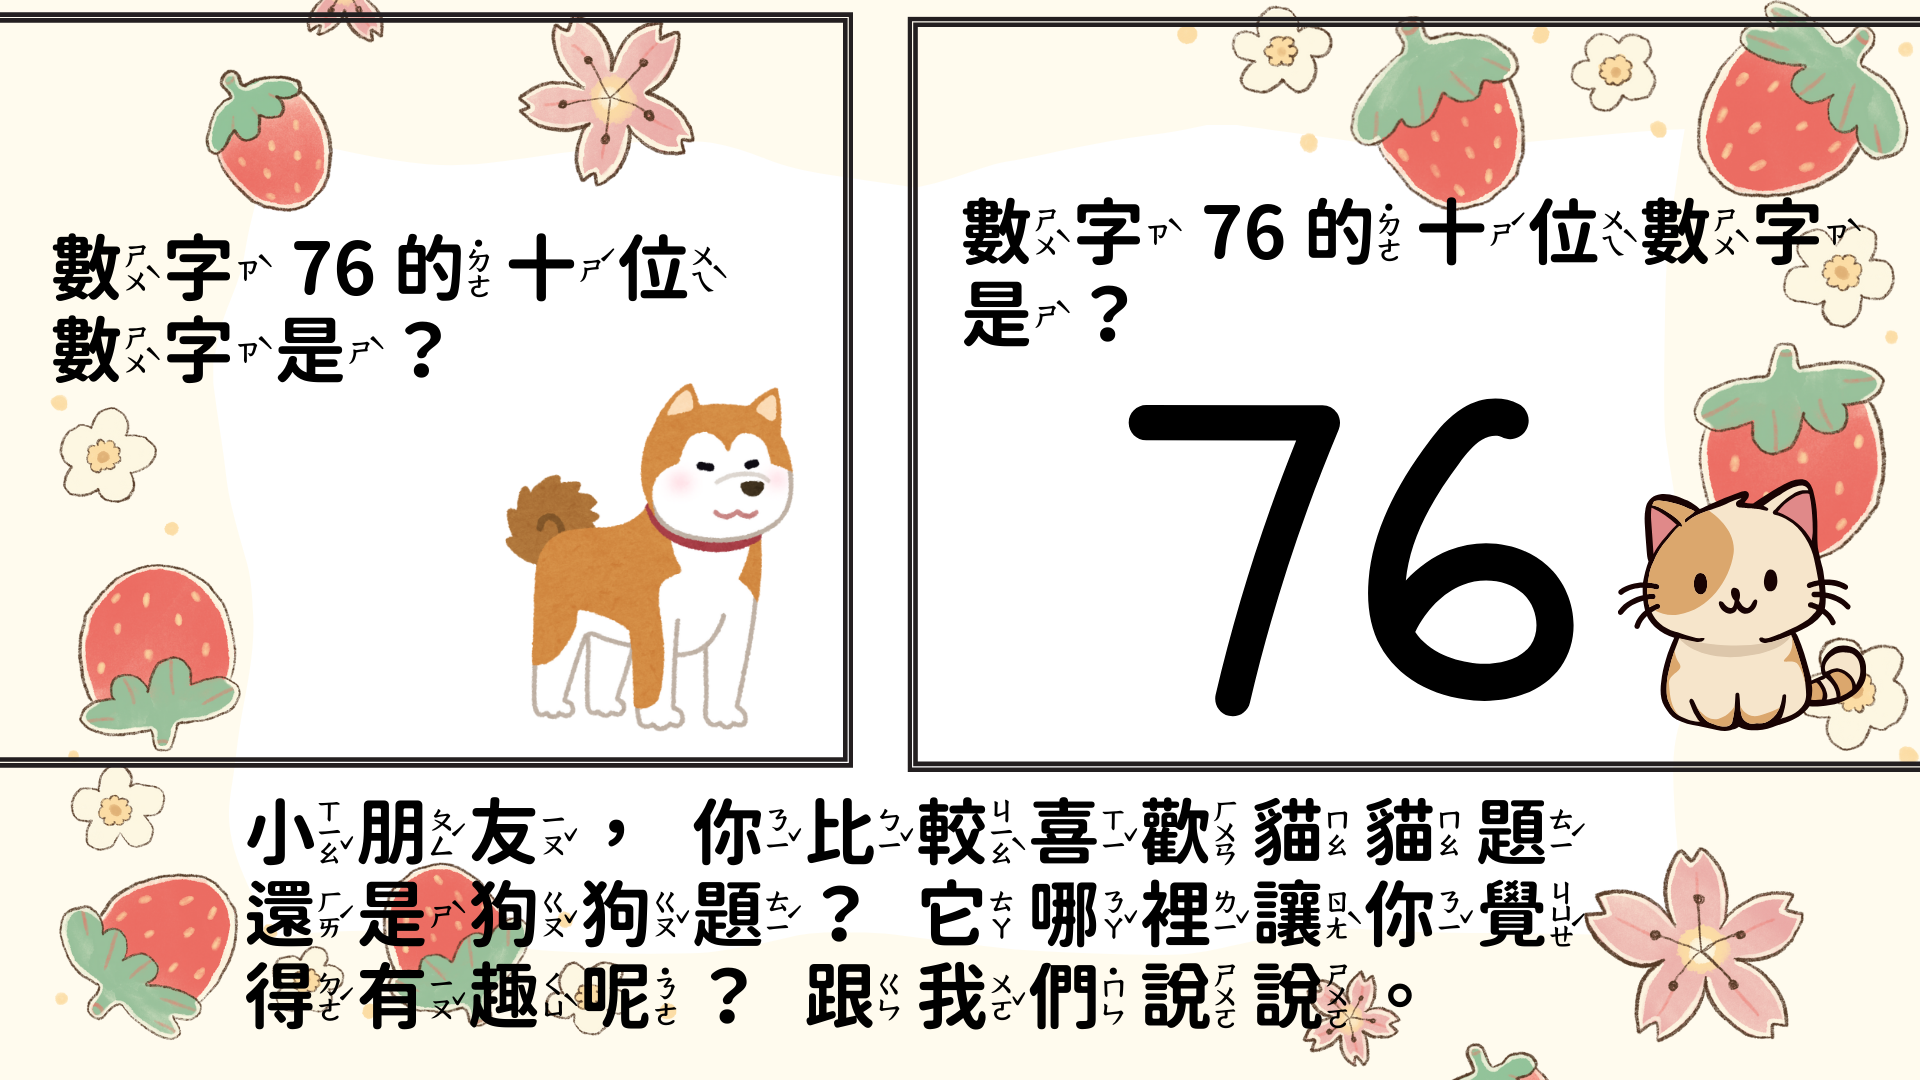 數字 76 的十位
數字是？
數字 76 的十位數字
是？
76
小朋友， 你比較喜歡貓貓題
還是狗狗題？ 它哪裡讓你覺
得有趣呢？ 跟我們說說。